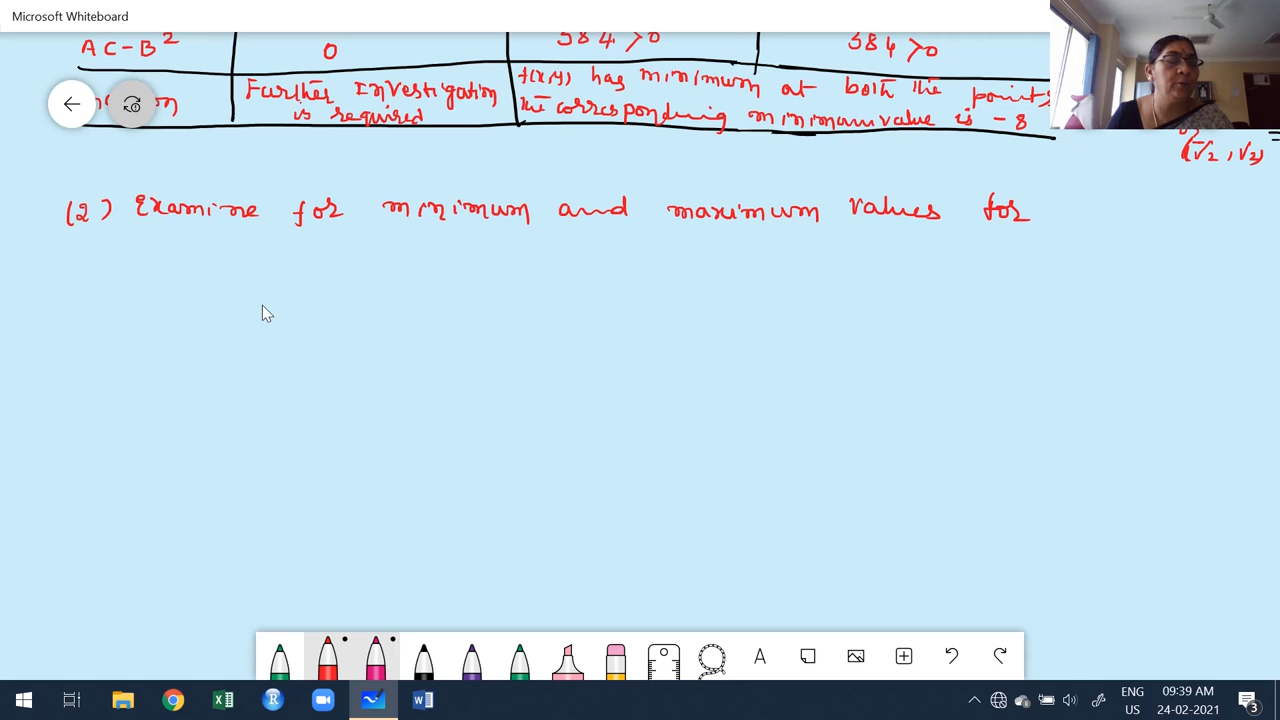 Microsoft Whiteboard
AC-B² 0 384 >0 384 >0
Further Investigation is required
f(x,y) has minimum at both the points
the corresponding minimum value is -8
(-√2, √2)
(2) Examine for minimum and maximum values for
A
W
ENG
US
09:39 AM
24-02-2021
3